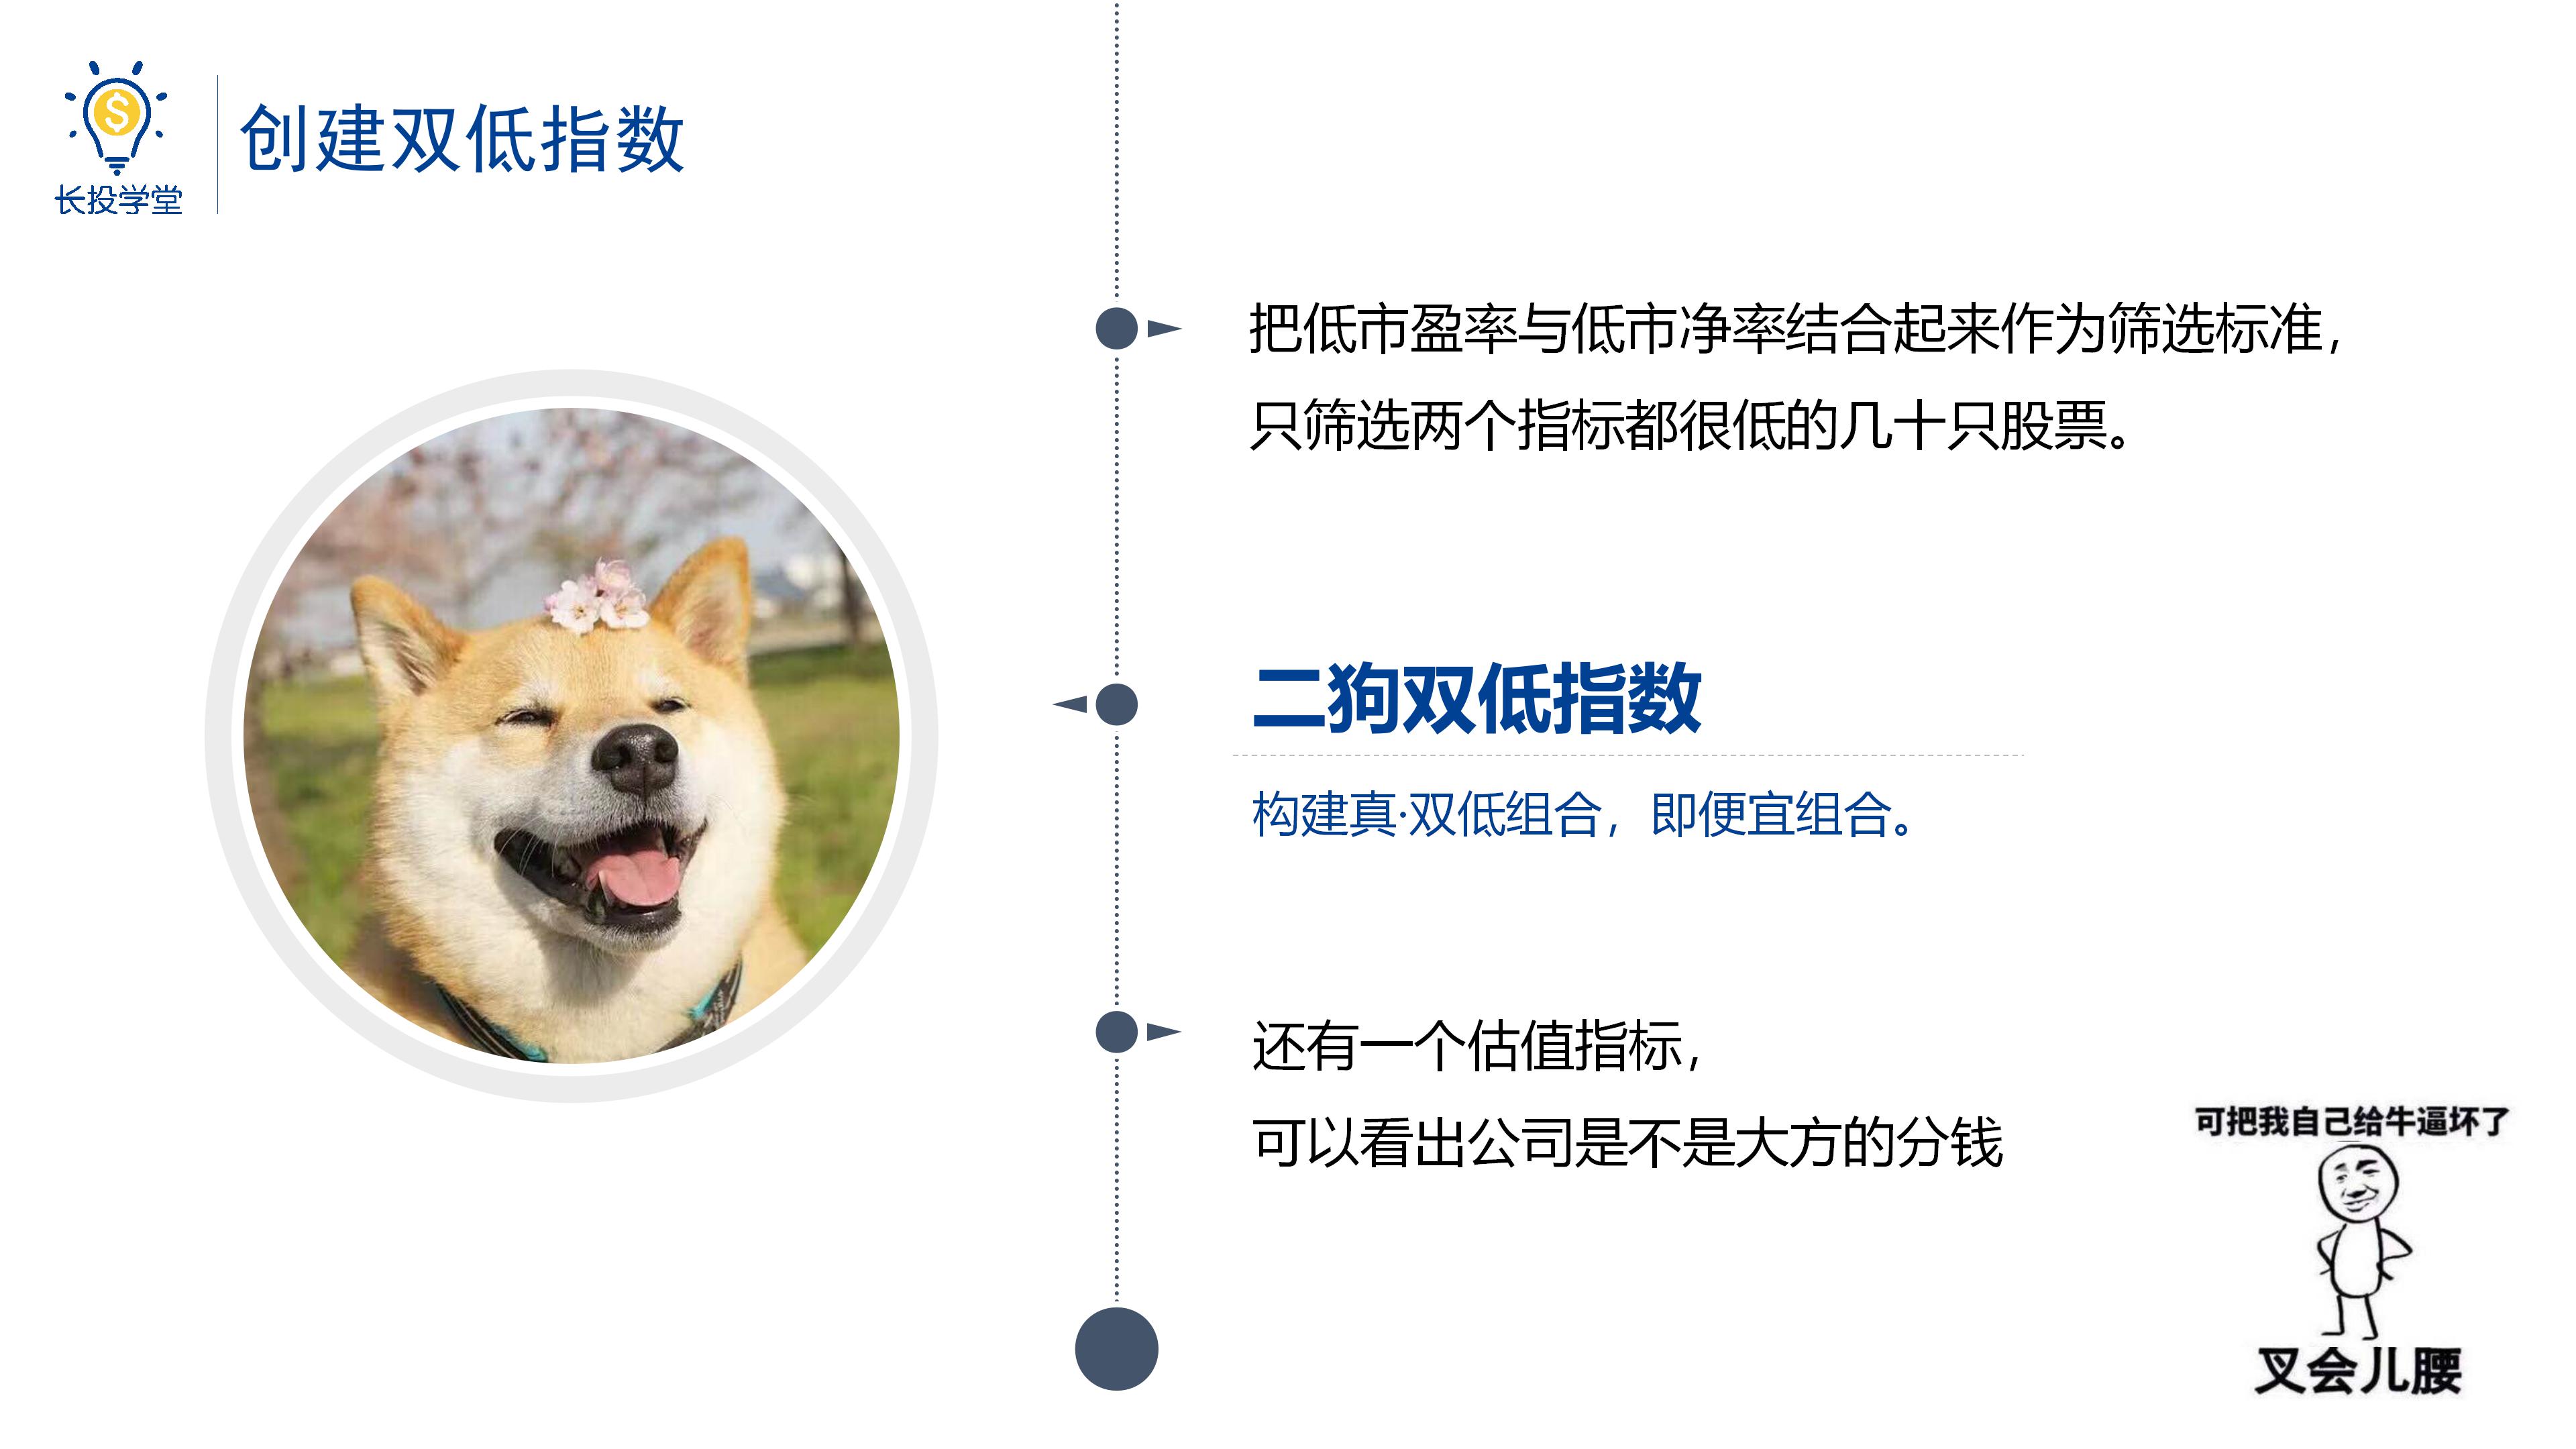 长投学堂
创建双低指数
把低市盈率与低市净率结合起来作为筛选标准，
只筛选两个指标都很低的几十只股票。
二狗双低指数
构建真·双低组合，即便宜组合。
还有一个估值指标，
可以看出公司是不是大方的分钱
可把我自己给牛逼坏了
叉会儿腰